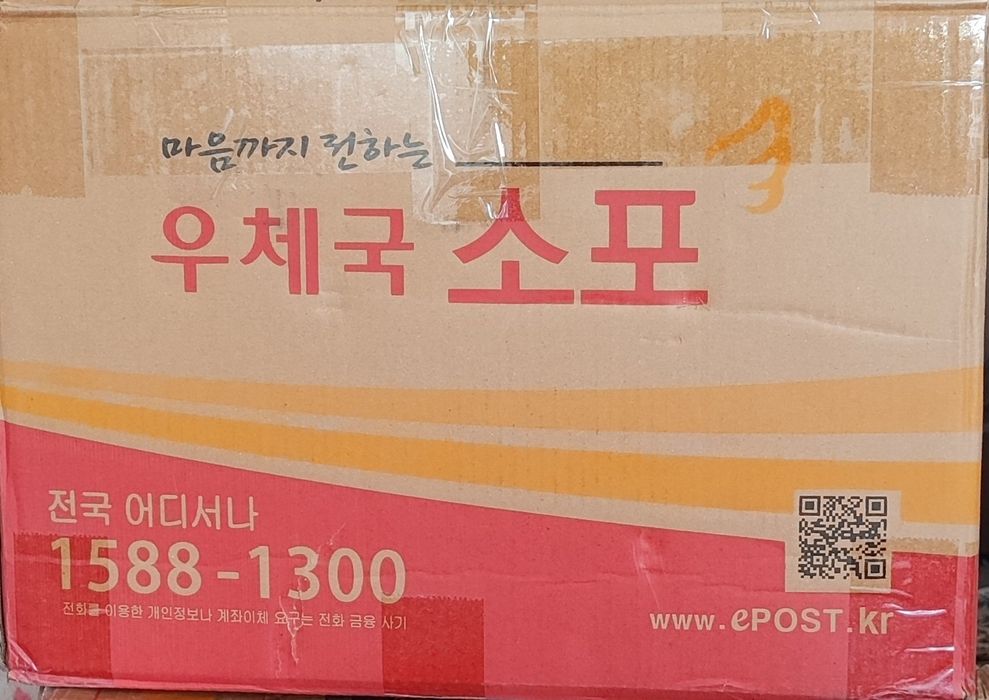 마음까지 전하는
우체국 소포
전국 어디서나
1588-1300
전화를 이용한 개인정보나 계좌이체 요구는 전화 금융 사기
www.ePOST.kr